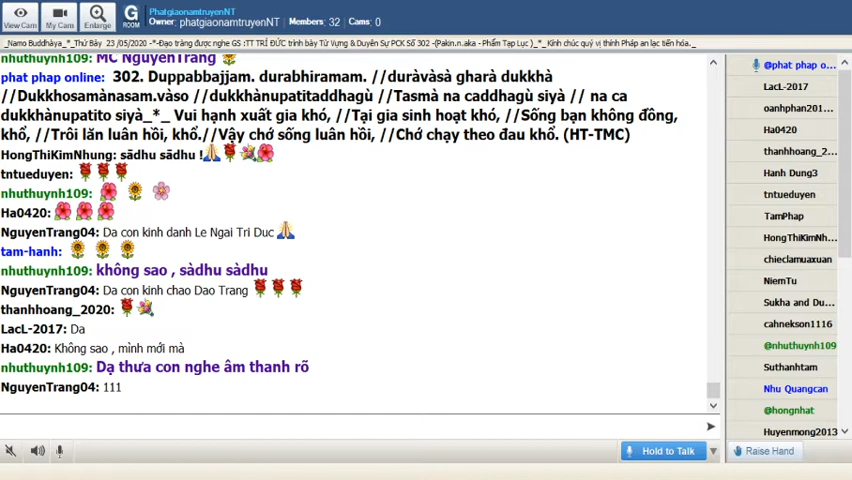 PhatgiaonamtruyenNT
Owner: phatgiaonamtruyenNT  Members: 32  Cams: 0
View Cam
My Cam
Enlarge
G
ROOM
_Namo Buddhàya_*_Thứ Bảy 23 /05/2020 -*-Đạo tràng được nghe GS :TT TRÍ ĐỨC trình bày Từ Vựng & Duyên Sự PCK Số 302 -(Pakin.n.aka - Phẩm Tạp Lục )_*_ Kính chúc quý vị thính Pháp an lạc tiến hóa._
nhuthuynh109: MC NguyenTrang
phat phap online: 302. Duppabbajjam. durabhiramam. //duràvàsà gharà dukkhà
//Dukkhosamànasam.vàso //dukkhànupatitaddhagù //Tasmà na caddhagù siyà // na ca
dukkhànupatito siyà_*_ Vui hạnh xuất gia khó, //Tại gia sinh hoạt khó, //Sống bạn không đồng,
khổ, //Trôi lăn luân hồi, khổ.//Vậy chớ sống luân hồi, //Chớ chạy theo đau khổ. (HT-TMC)
HongThiKimNhung: sādhu sādhu !
tntueduyen:
nhuthuynh109:
Ha0420:
NguyenTrang04: Da con kinh danh Le Ngai Tri Duc
tam-hanh:
nhuthuynh109: không sao , sàdhu sàdhu
NguyenTrang04: Da con kinh chao Dao Trang
thanhhoang_2020:
LacL-2017: Da
Ha0420: Không sao , mình mới mà
nhuthuynh109: Dạ thưa con nghe âm thanh rõ
NguyenTrang04: 111
@phat phap o...
LacL-2017
oanhphan201...
Ha0420
thanhhoang_2...
Hanh Dung3
tntueduyen
TamPhap
HongThiKimNh...
chieclamuaxuan
NiemTu
Sukha and Du...
cahnekson1116
@nhuthuynh109
Suthanhtam
Nhu Quangcan
@hongnhat
Huyenmong2013
Hold to Talk
Raise Hand